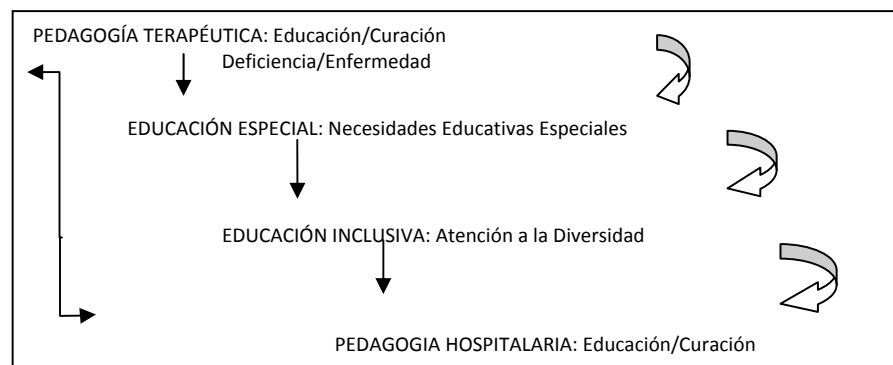 PEDAGOGÍA TERAPÉUTICA: Educación/Curación
Deficiencia/Enfermedad
EDUCACIÓN ESPECIAL: Necesidades Educativas Especiales
EDUCACIÓN INCLUSIVA: Atención a la Diversidad
PEDAGOGIA HOSPITALARIA: Educación/Curación